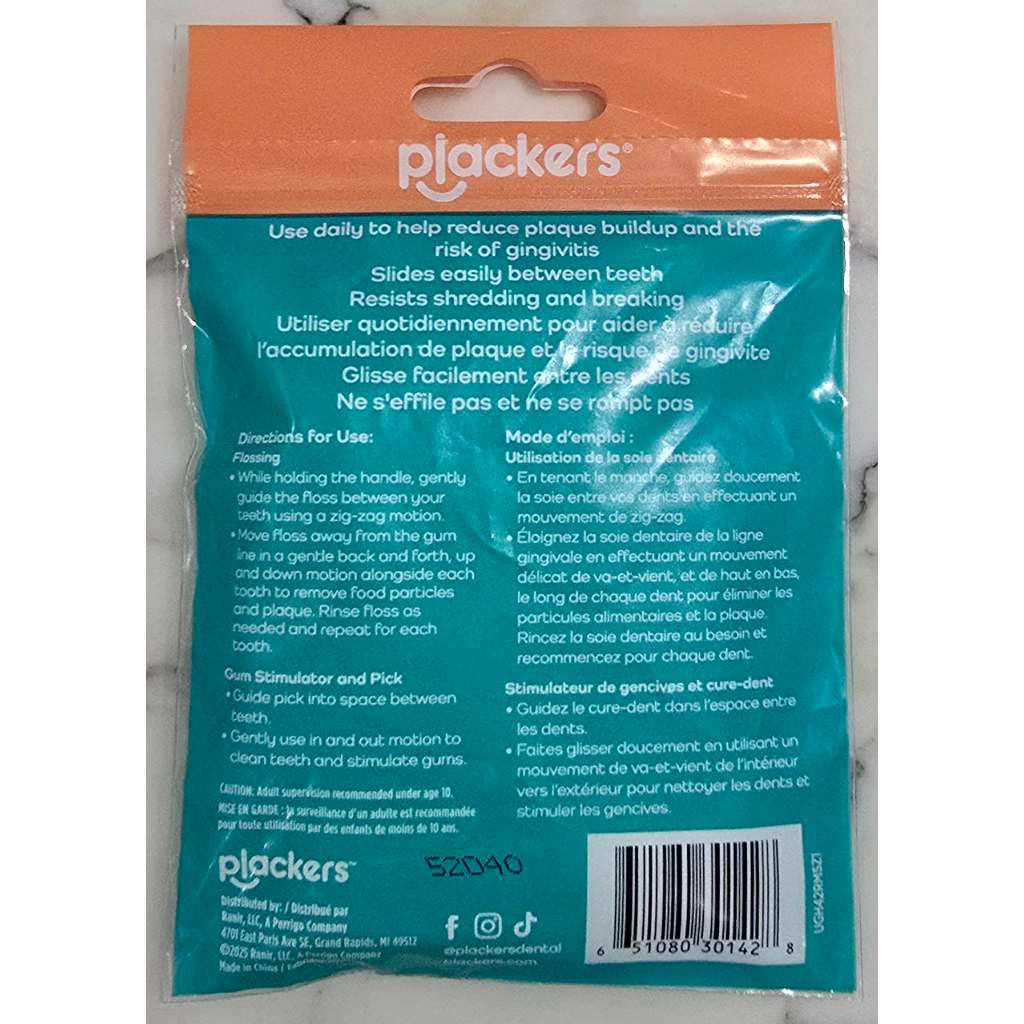 plackers®
Use daily to help reduce plaque buildup and the
risk of gingivitis
Slides easily between teeth
Resists shredding and breaking
Utiliser quotidiennement pour aider à réduire
l'accumulation de plaque et le risque de gingivite
Glisse facilement entre les dents
Ne s'effile pas et ne se rompt pas
Directions for Use:
Flossing
• While holding the handle, gently
guide the floss between your
teeth using a zig-zag motion.
• Move floss away from the gum
line in a gentle back and forth, up
and down motion alongside each
tooth to remove food particles
and plaque. Rinse floss as
needed and repeat for each
tooth.
Gum Stimulator and Pick
• Guide pick into space between
teeth.
• Gently use in and out motion to
clean teeth and stimulate gums.
CAUTION: Adult supervision recommended under age 10.
MISE EN GARDE : la surveillance d'un adulte est recommandée
pour toute utilisation par des enfants de moins de 10 ans.
Mode d'emploi :
Utilisation de la soie dentaire
• En tenant le manche, guidez doucement
la soie entre vos dents en effectuant un
mouvement de zig-zag.
• Éloignez la soie dentaire de la ligne
gingivale en effectuant un mouvement
délicat de va-et-vient, et de haut en bas,
le long de chaque dent pour éliminer les
particules alimentaires et la plaque.
Rincez la soie dentaire au besoin et
recommencez pour chaque dent.
Stimulateur de gencives et cure-dent
• Guidez le cure-dent dans l'espace entre
les dents.
• Faites glisser doucement en utilisant un
mouvement de va-et-vient de l'intérieur
vers l'extérieur pour nettoyer les dents et
stimuler les gencives.
plackers™
Distributed by: / Distribué par
Ranir, LLC, A Perrigo Company
4701 East Paris Ave SE, Grand Rapids, MI 49512
©2025 Ranir, LLC, A Perrigo Company
Made in China /
52040
@plackersdental
plackers.com
6 51080 30142 8
UGH42RMSZ1